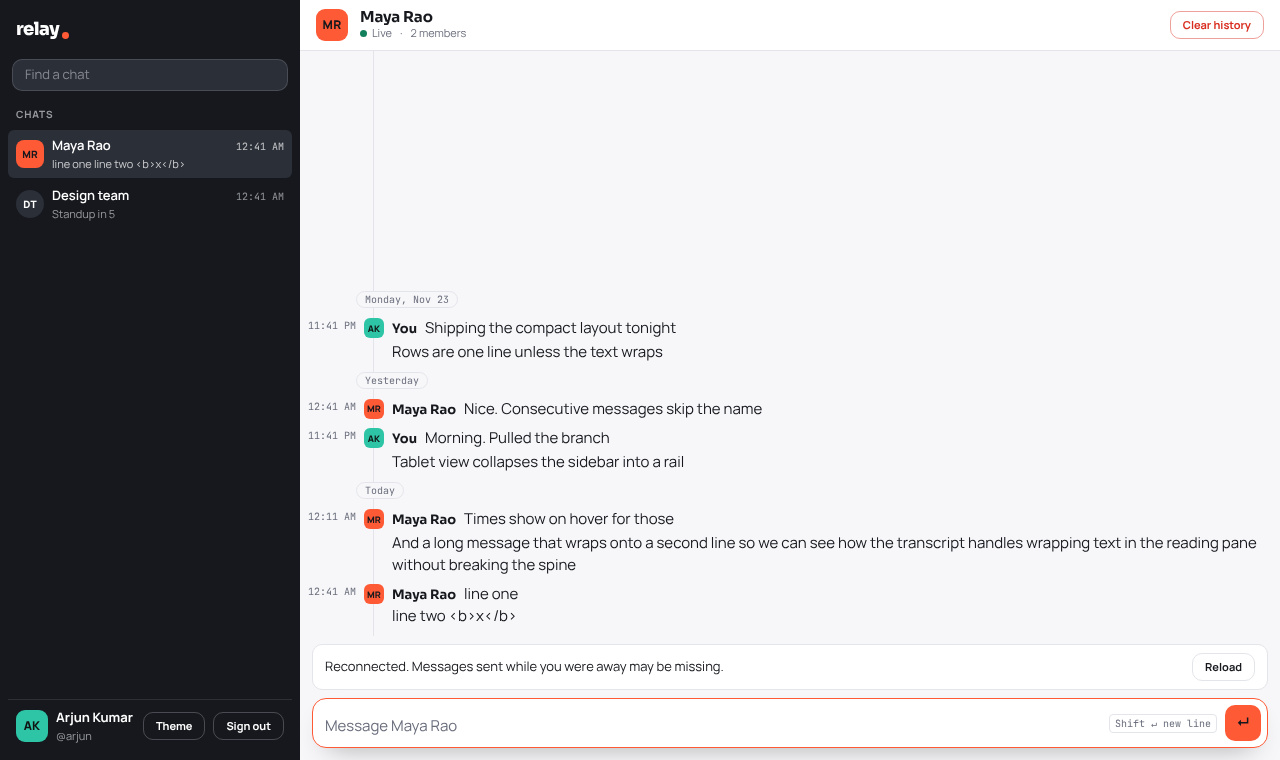 relay.
Find a chat
CHATS
MR Maya Rao 12:41 AM
line one line two <b>x</b>
DT Design team 12:41 AM
Standup in 5
AK Arjun Kumar
@arjun
Theme
Sign out
MR Maya Rao
Live · 2 members
Clear history
Monday, Nov 23
11:41 PM AK You Shipping the compact layout tonight
Rows are one line unless the text wraps
Yesterday
12:41 AM MR Maya Rao Nice. Consecutive messages skip the name
11:41 PM AK You Morning. Pulled the branch
Tablet view collapses the sidebar into a rail
Today
12:11 AM MR Maya Rao Times show on hover for those
And a long message that wraps onto a second line so we can see how the transcript handles wrapping text in the reading pane
without breaking the spine
12:41 AM MR Maya Rao line one
line two <b>x</b>
Reconnected. Messages sent while you were away may be missing.
Reload
Message Maya Rao
Shift ↵ new line
↵